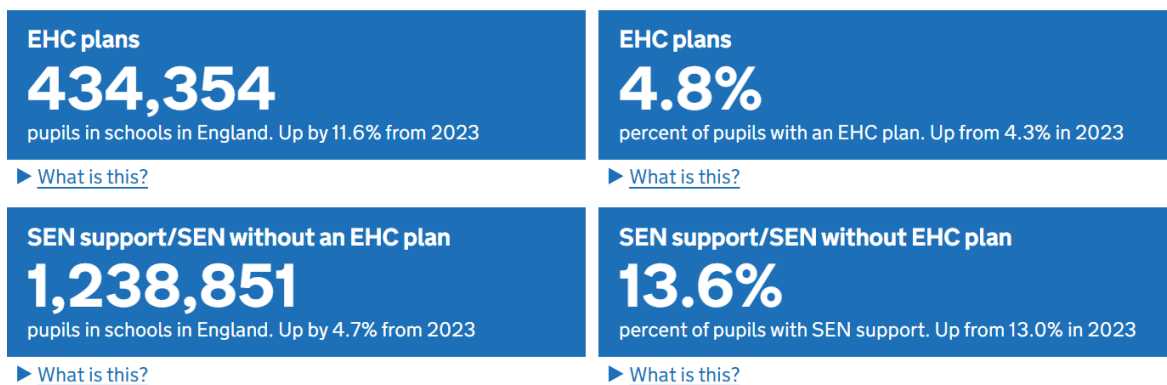 EHC plans
434,354
pupils in schools in England. Up by 11.6% from 2023
▶ What is this?
EHC plans
4.8%
percent of pupils with an EHC plan. Up from 4.3% in 2023
▶ What is this?
SEN support/SEN without an EHC plan
1,238,851
pupils in schools in England. Up by 4.7% from 2023
▶ What is this?
SEN support/SEN without EHC plan
13.6%
percent of pupils with SEN support. Up from 13.0% in 2023
▶ What is this?